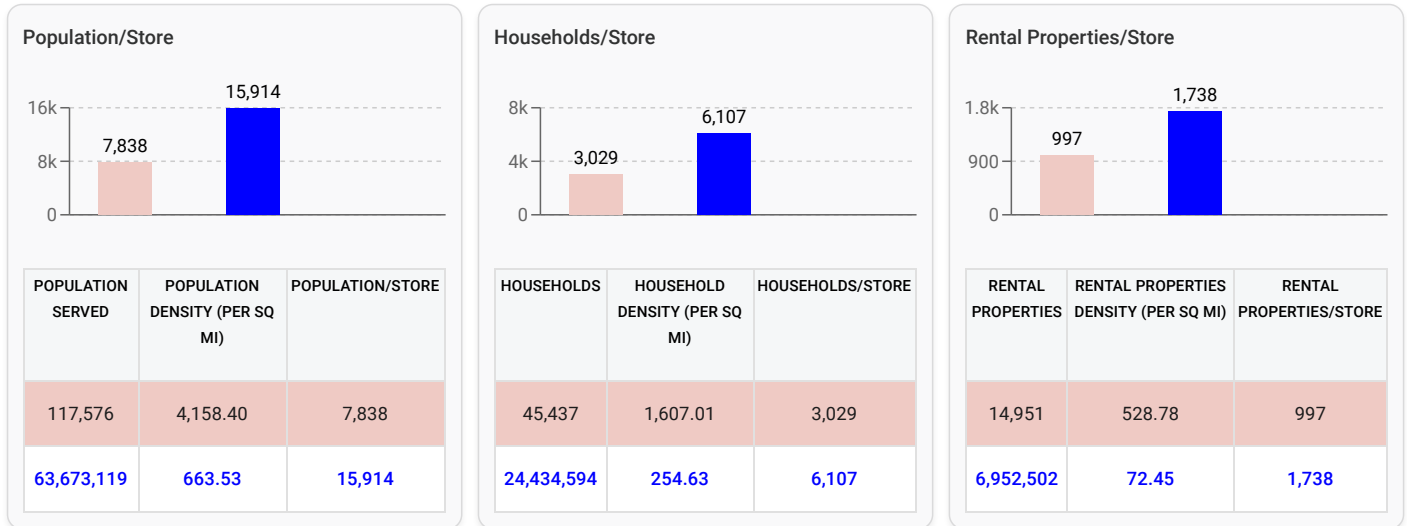 Population/Store
15,914
16k
7,838
8k
0
POPULATION SERVED
POPULATION DENSITY (PER SQ MI)
POPULATION/STORE
117,576
4,158.40
7,838
63,673,119
663.53
15,914
Households/Store
8k
6,107
4k
3,029
0
HOUSEHOLDS
HOUSEHOLD DENSITY (PER SQ MI)
HOUSEHOLDS/STORE
45,437
1,607.01
3,029
24,434,594
254.63
6,107
Rental Properties/Store
1,738
1.8k
997
900
0
RENTAL PROPERTIES
RENTAL PROPERTIES DENSITY (PER SQ MI)
RENTAL PROPERTIES/STORE
14,951
528.78
997
6,952,502
72.45
1,738